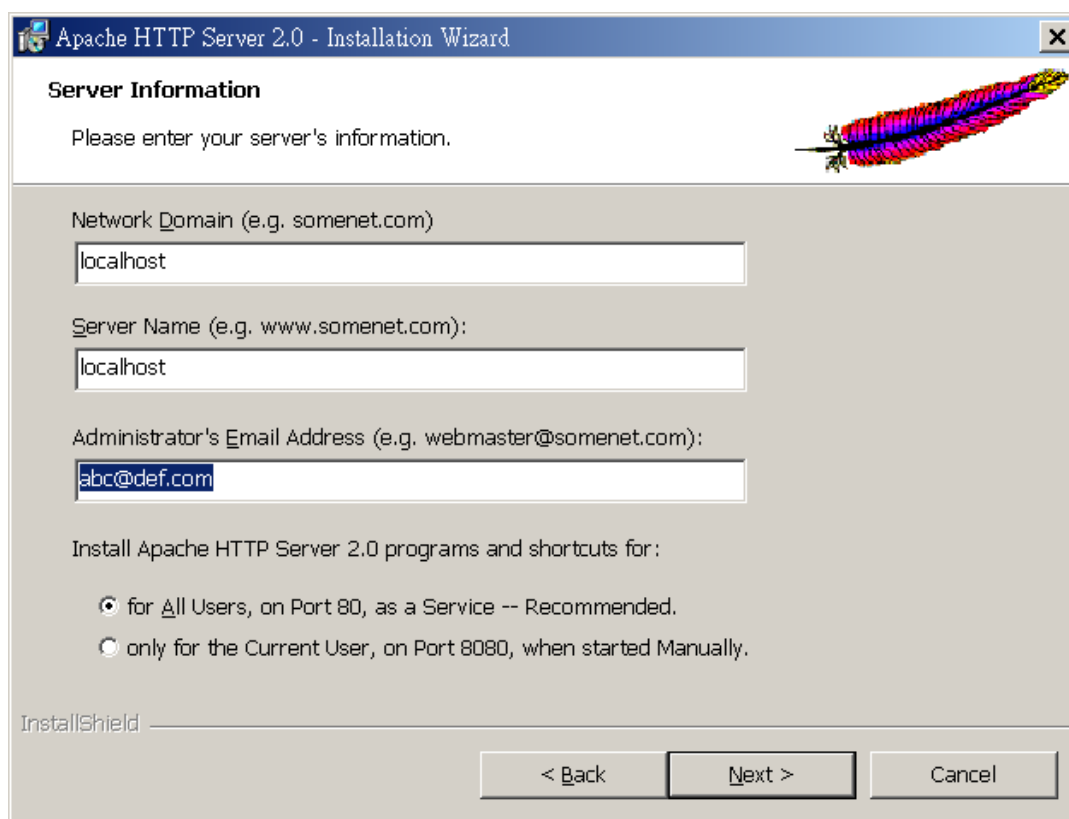 Apache HTTP Server 2.0 - Installation Wizard
Server Information
Please enter your server's information.
Network Domain (e.g. somenet.com)
localhost
Server Name (e.g. www.somenet.com):
localhost
Administrator's Email Address (e.g. webmaster@somenet.com):
abc@def.com
Install Apache HTTP Server 2.0 programs and shortcuts for:
for All Users, on Port 80, as a Service -- Recommended.
only for the Current User, on Port 8080, when started Manually.
InstallShield
< Back Next > Cancel